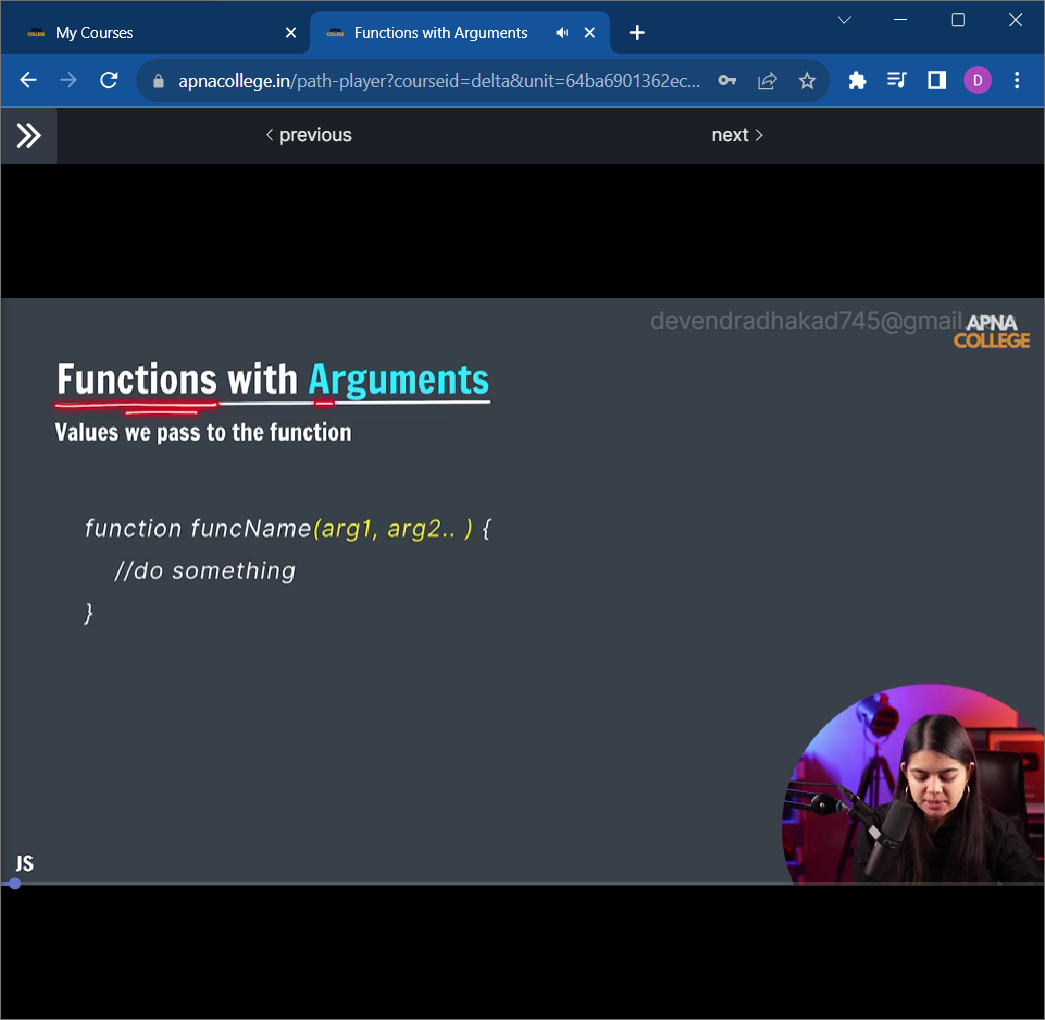 My Courses
Functions with Arguments
apnacollege.in/path-player?courseid=delta&unit=64ba6901362ec...
D
previous
next
devendradhakad745@gmail.
APNA
COLLEGE
Functions with Arguments
Values we pass to the function
function funcName(arg1, arg2.. ) {
//do something
}
JS